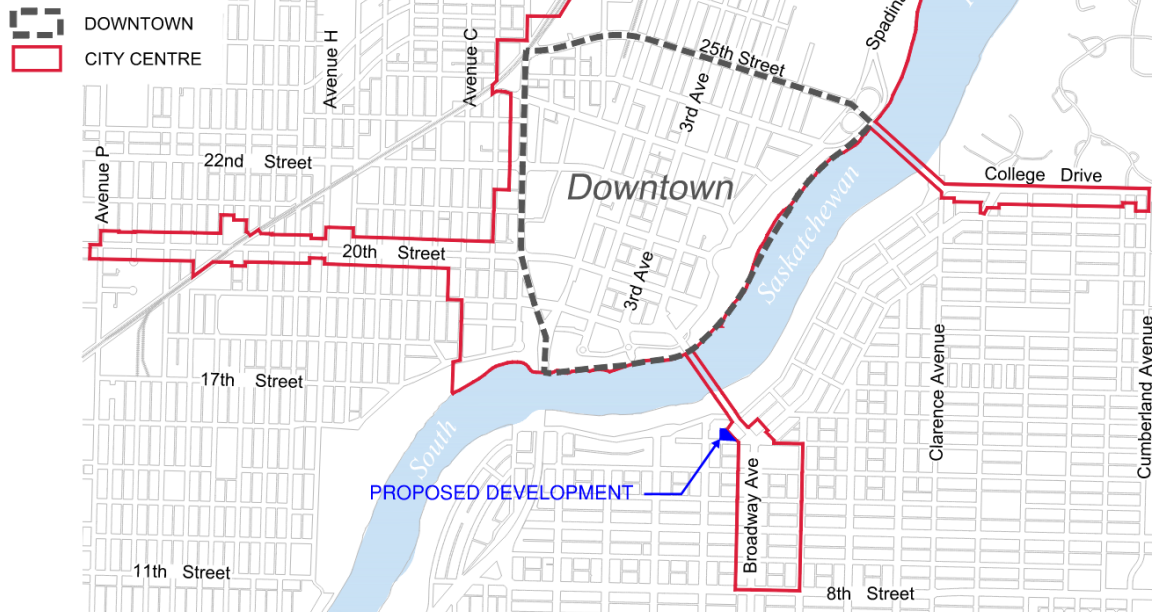 DOWNTOWN
CITY CENTRE
Avenue H
Avenue C
Spadina
25th Street
3rd Ave
22nd Street
Avenue P
College Drive
Downtown
20th Street
Saskatchewan
3rd Ave
17th Street
Clarence Avenue
Cumberland Avenue
South
PROPOSED DEVELOPMENT
Broadway Ave
11th Street
8th Street